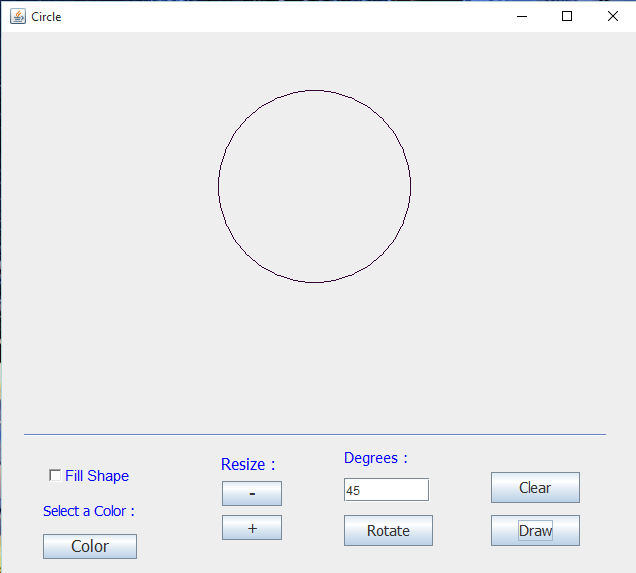 Circle
Fill Shape
Select a Color :
Color
Resize :
-
+
Degrees :
45
Rotate
Clear
Draw